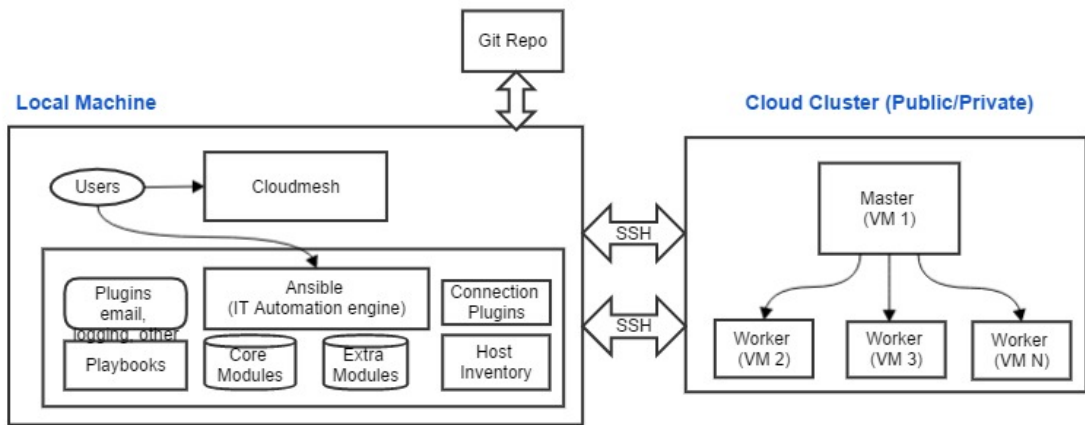 Git Repo
Local Machine
Cloud Cluster (Public/Private)
Users
Cloudmesh
Ansible
(IT Automation engine)
Plugins
email,
logging, other
Playbooks
Core
Modules
Extra
Modules
Connection
Plugins
Host
Inventory
SSH
SSH
Master
(VM 1)
Worker
(VM 2)
Worker
(VM 3)
Worker
(VM N)